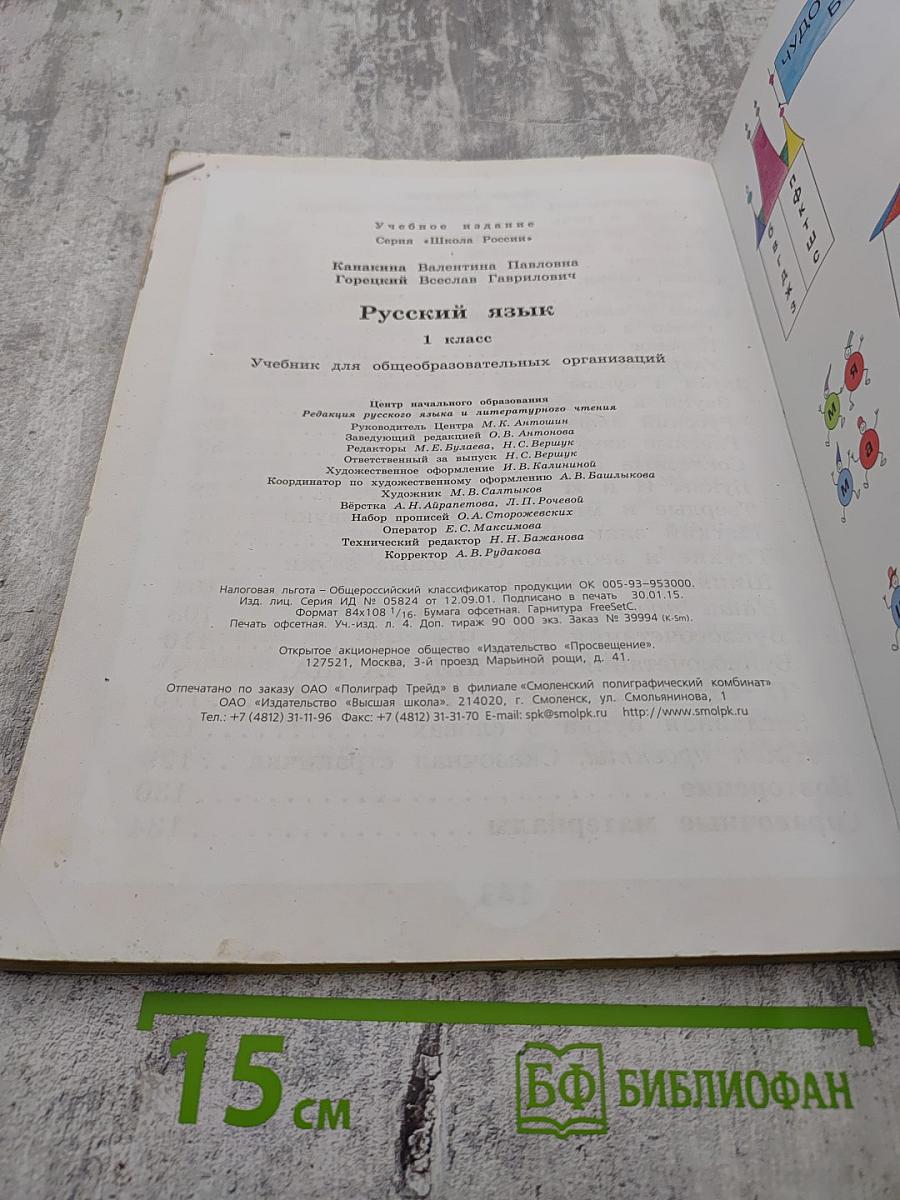 Учебное издание
Серия «Школа России»
Канакина Валентина Павловна
Горецкий Всеслав Гаврилович
Русский язык
1 класс
Учебник для общеобразовательных организаций
Центр начального образования
Редакция русского языка и литературного чтения
Руководитель Центра М. К. Антошин
Заведующий редакцией О. В. Антонова
Редакторы М. Е. Булаева, Н. С. Вершук
Ответственный за выпуск Н. С. Вершук
Художественное оформление И. В. Калининой
Координатор по художественному оформлению А. В. Башлыкова
Художник М. В. Салтыков
Вёрстка А. Н. Айрапетова, Л. П. Рочевой
Набор прописей О. А. Сторожевских
Оператор Е. С. Максимова
Технический редактор Н. Н. Бажанова
Корректор А. В. Рудакова
Налоговая льгота – Общероссийский классификатор продукции ОК 005-93–953000.
Изд. лиц. Серия ИД № 05824 от 12.09.01. Подписано в печать 30.01.15.
Формат 84x108 1/16. Бумага офсетная. Гарнитура FreeSetC.
Печать офсетная. Уч.-изд. л. 4. Доп. тираж 90 000 экз. Заказ № 39994 (K-Sm).
Открытое акционерное общество «Издательство «Просвещение».
127521, Москва, 3-й проезд Марьиной рощи, д. 41.
Отпечатано по заказу ОАО «Полиграф Трейд» в филиале «Смоленский полиграфический комбинат»
ОАО «Издательство «Высшая школа». 214020, г. Смоленск, ул. Смольянинова, 1
Тел.: +7 (4812) 31-11-96 Факс: +7 (4812) 31-31-70 E-mail: spk@smolpk.ru http://www.smolpk.ru
ЧУДО
б в г д ж з
п ф к т ш с
М Я
М Я
15 см
БФ БИБЛИОФАН